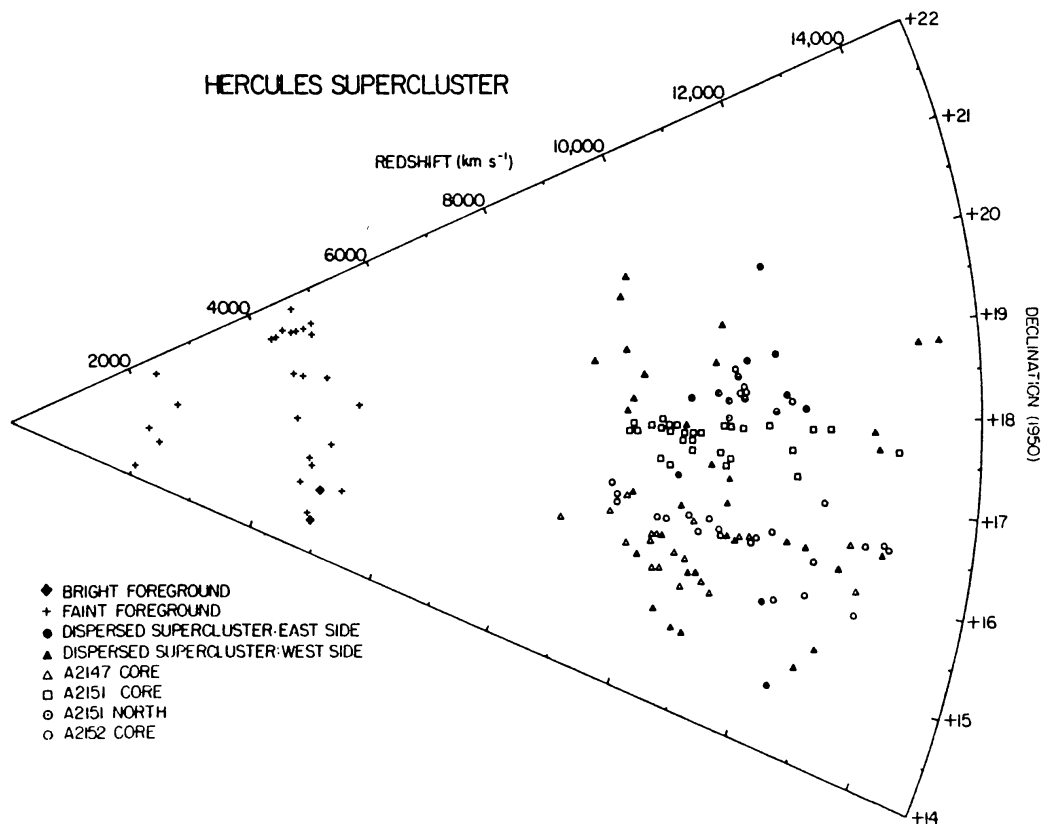 HERCULES SUPERCLUSTER
REDSHIFT (km s⁻¹)
2000
4000
6000
8000
10,000
12,000
14,000
+22
+21
+20
+19
+18
+17
+16
+15
+14
DECLINATION (1950)
BRIGHT FOREGROUND
FAINT FOREGROUND
DISPERSED SUPERCLUSTER:EAST SIDE
DISPERSED SUPERCLUSTER:WEST SIDE
A2147 CORE
A2151 CORE
A2151 NORTH
A2152 CORE